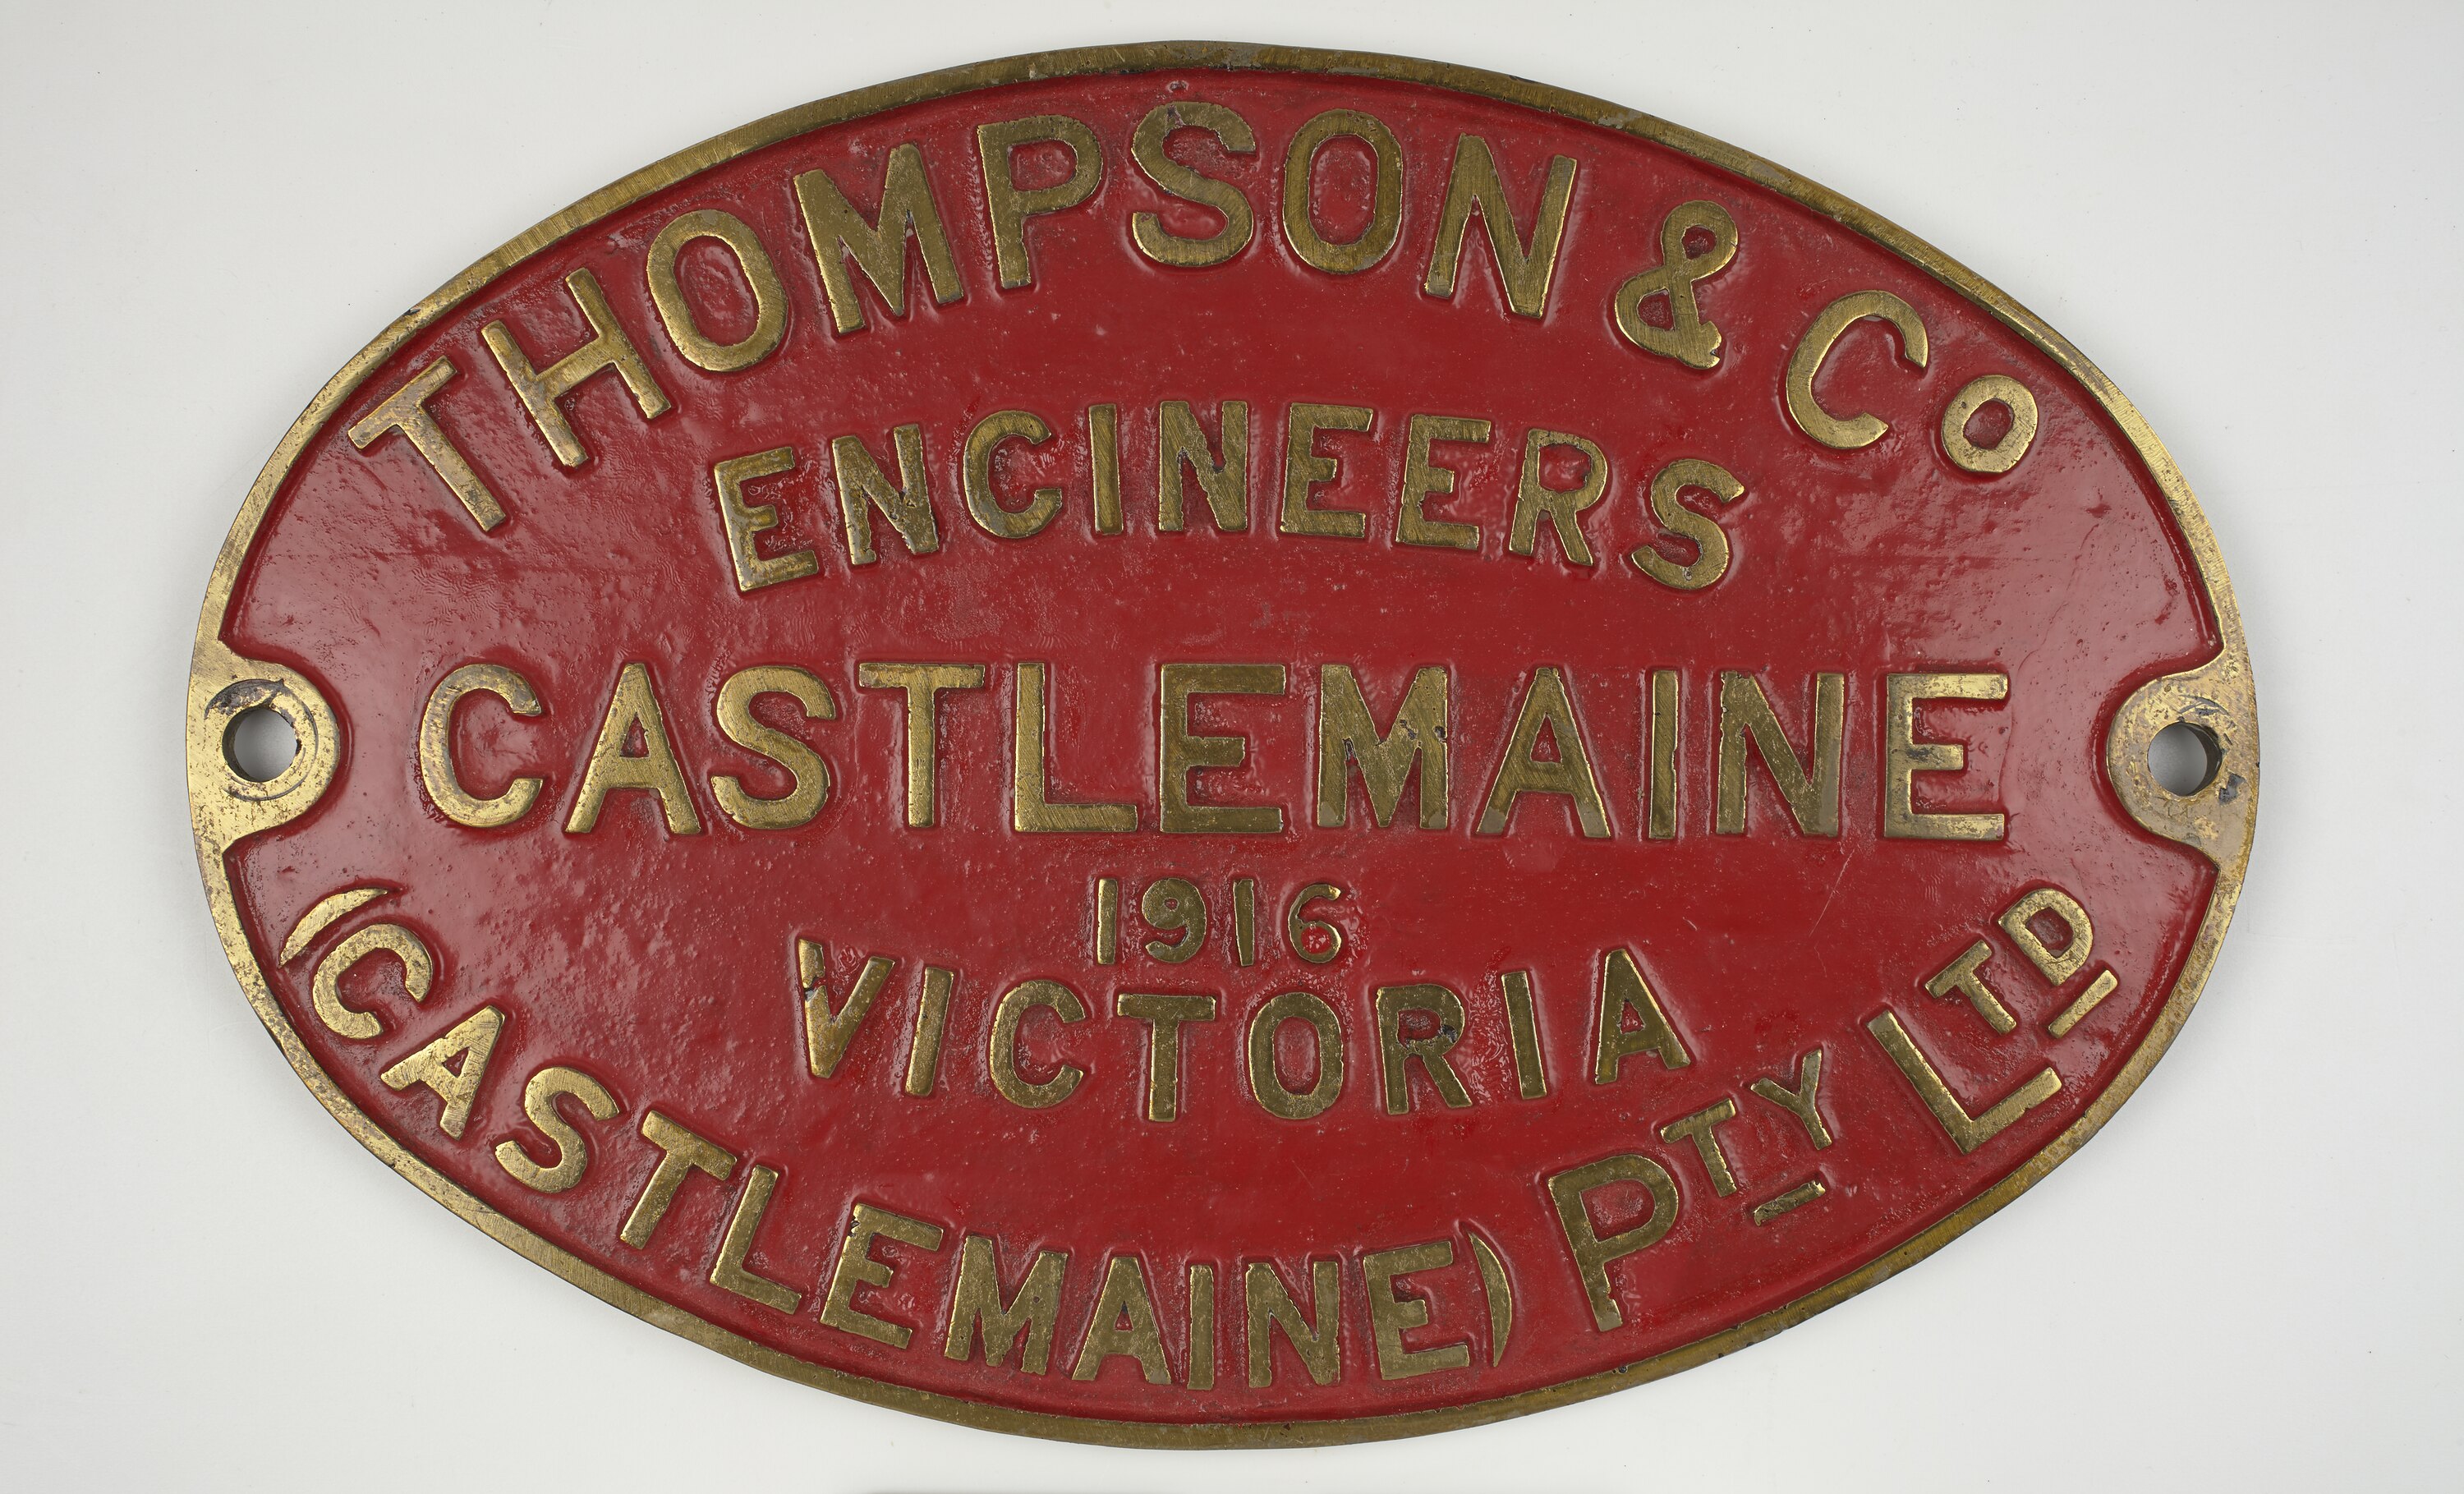 THOMPSON & Co
ENGINEERS
CASTLEMAINE
1916
VICTORIA
(CASTLEMAINE) PTY LTD